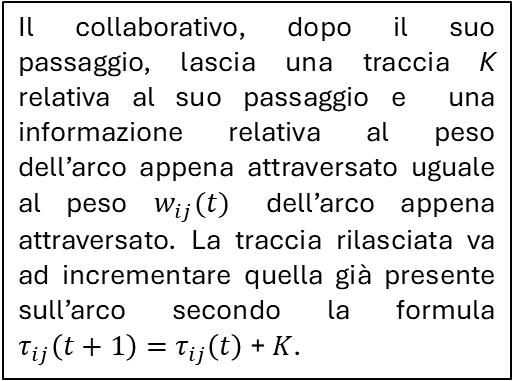 Il collaborativo, dopo il suo
passaggio, lascia una traccia K
relativa al suo passaggio e una
informazione relativa al peso
dell’arco appena attraversato uguale
al peso w_{ij}(t) dell’arco appena
attraversato. La traccia rilasciata va
ad incrementare quella già presente
sull’arco secondo la formula
τ_{ij}(t + 1) = τ_{ij}(t) + K.